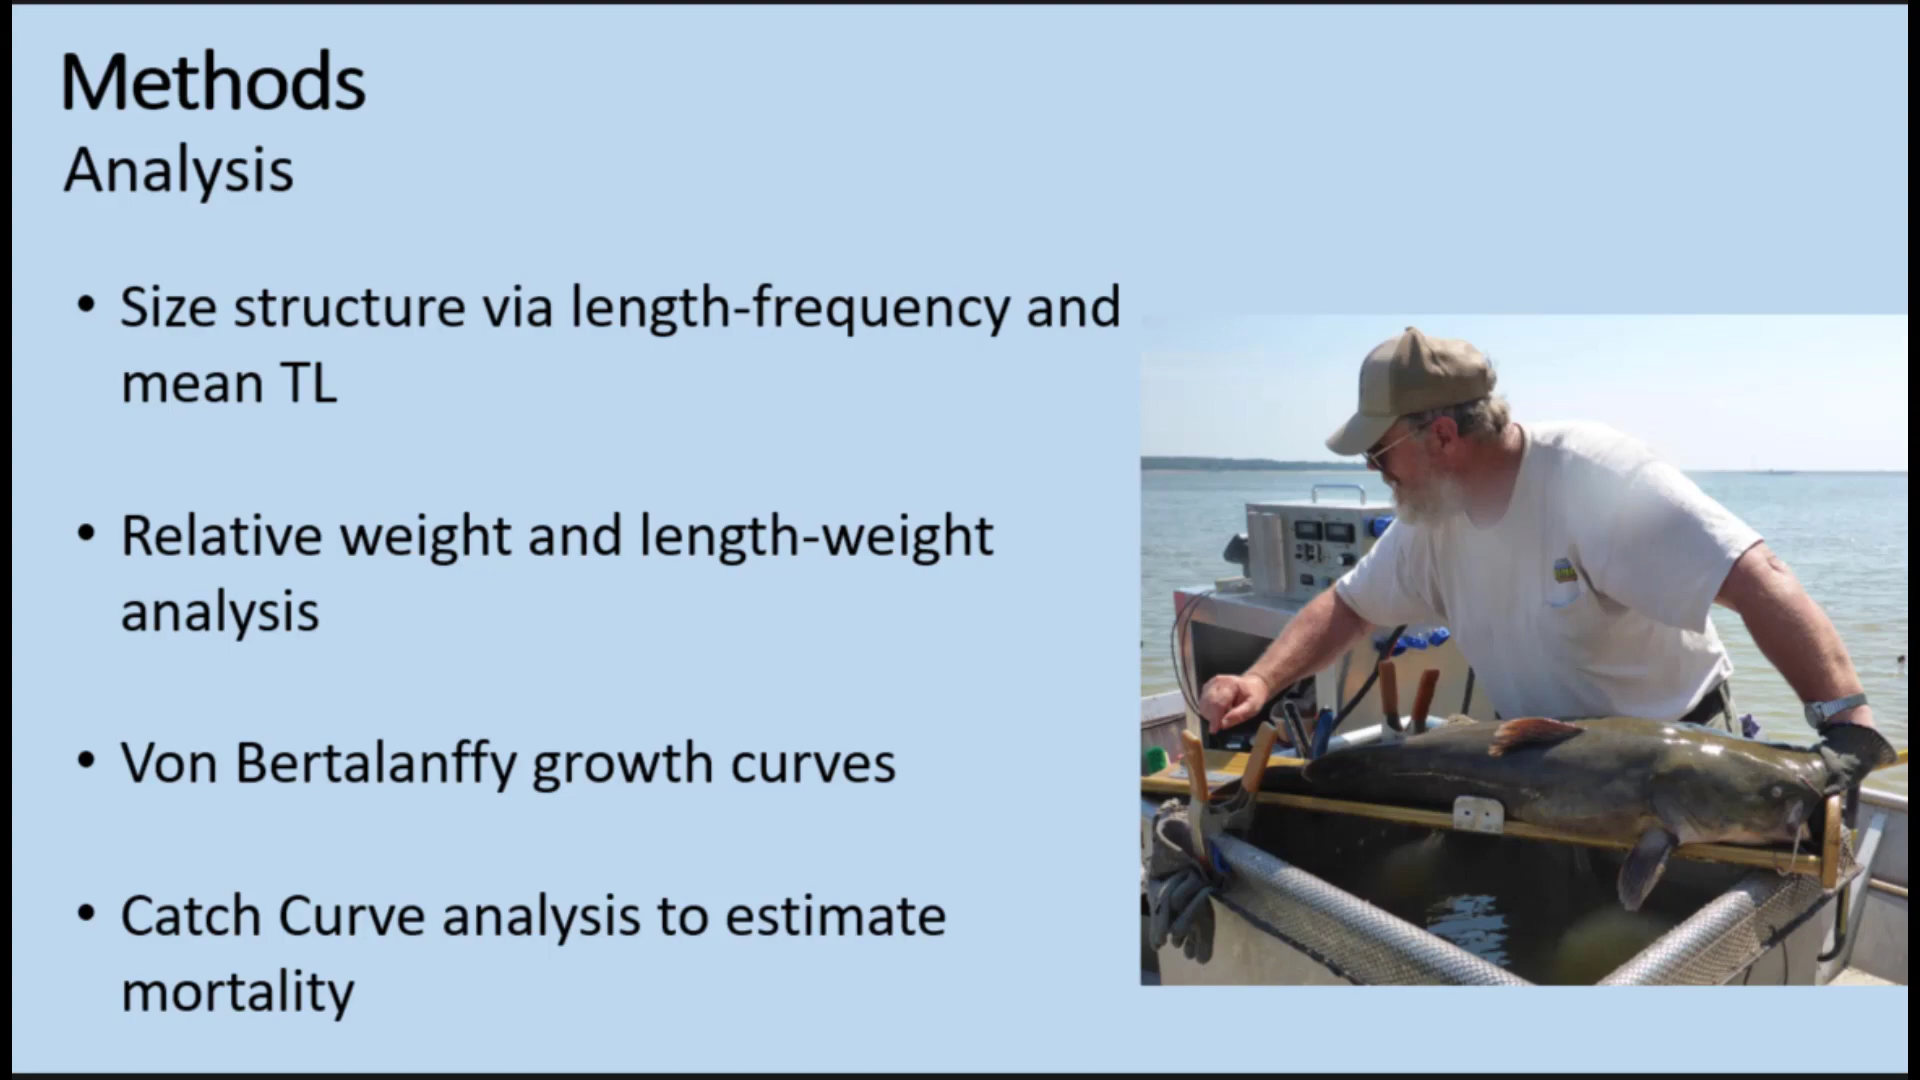 Methods
Analysis
• Size structure via length-frequency and
mean TL
• Relative weight and length-weight
analysis
• Von Bertalanffy growth curves
• Catch Curve analysis to estimate
mortality